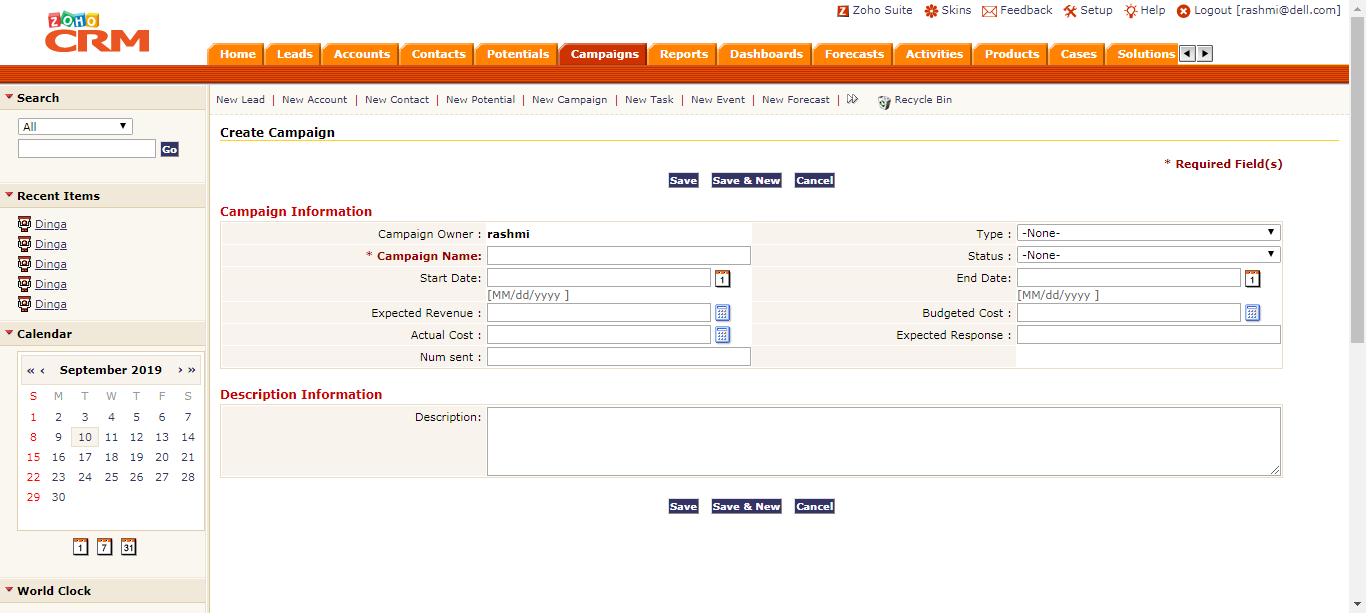 ZOHO
CRM
Zoho Suite Skins Feedback Setup Help Logout [rashmi@dell.com]
Home Leads Accounts Contacts Potentials Campaigns Reports Dashboards Forecasts Activities Products Cases Solutions
Search
All
Go
Recent Items
Dinga
Dinga
Dinga
Dinga
Dinga
Calendar
« ‹ September 2019 › »
S M T W T F S
1 2 3 4 5 6 7
8 9 10 11 12 13 14
15 16 17 18 19 20 21
22 23 24 25 26 27 28
29 30
1 7 31
World Clock
New Lead | New Account | New Contact | New Potential | New Campaign | New Task | New Event | New Forecast | Recycle Bin
Create Campaign
* Required Field(s)
Save Save & New Cancel
Campaign Information
Campaign Owner : rashmi Type : -None-
* Campaign Name: Status : -None-
Start Date: 1 End Date: 1
[MM/dd/yyyy ] [MM/dd/yyyy ]
Expected Revenue : Budgeted Cost :
Actual Cost : Expected Response :
Num sent :
Description Information
Description:
Save Save & New Cancel